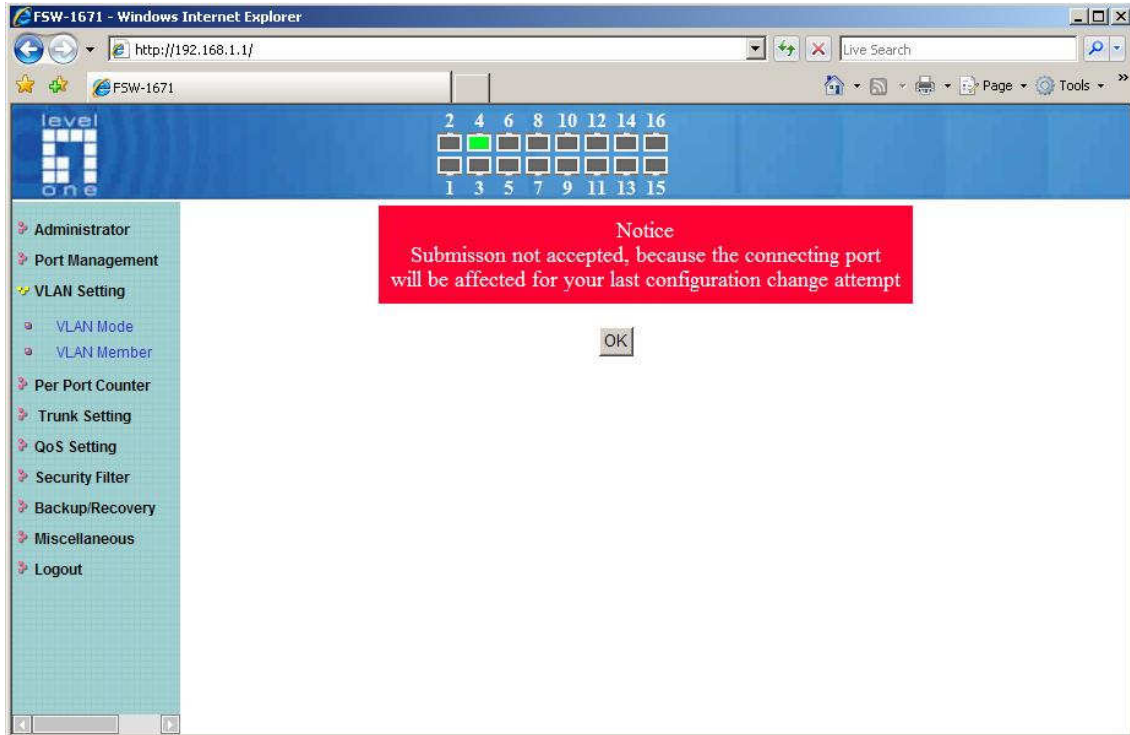 FSW-1671 - Windows Internet Explorer
http://192.168.1.1/
Live Search
FSW-1671
Page
Tools
»
level
one
2 4 6 8 10 12 14 16
1 3 5 7 9 11 13 15
Administrator
Port Management
VLAN Setting
VLAN Mode
VLAN Member
Per Port Counter
Trunk Setting
QoS Setting
Security Filter
Backup/Recovery
Miscellaneous
Logout
Notice
Submisson not accepted, because the connecting port
will be affected for your last configuration change attempt
OK